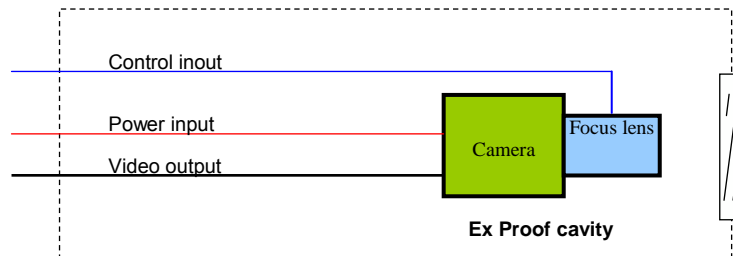 Control inout
Power input
Focus lens
Camera
Video output
Ex Proof cavity